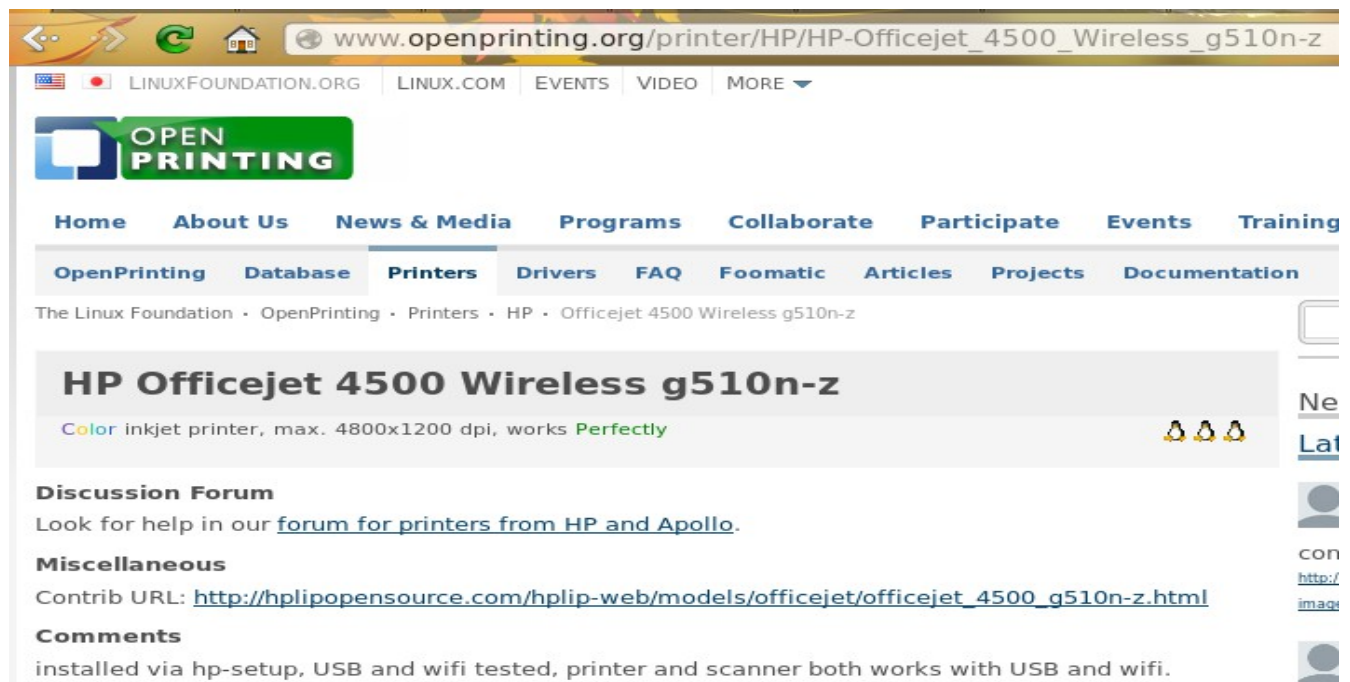 www.openprinting.org/printer/HP/HP-Officejet_4500_Wireless_g510n-z
LINUXFOUNDATION.ORG LINUX.COM EVENTS VIDEO MORE
OPEN
PRINTING
Home About Us News & Media Programs Collaborate Participate Events Training
OpenPrinting Database Printers Drivers FAQ Foomatic Articles Projects Documentation
The Linux Foundation · OpenPrinting · Printers · HP · Officejet 4500 Wireless g510n-z
HP Officejet 4500 Wireless g510n-z
Color inkjet printer, max. 4800x1200 dpi, works Perfectly
Discussion Forum
Look for help in our forum for printers from HP and Apollo.
Miscellaneous
Contrib URL: http://hplipopensource.com/hplip-web/models/officejet/officejet_4500_g510n-z.html
Comments
installed via hp-setup, USB and wifi tested, printer and scanner both works with USB and wifi.
Ne
Lat
con
http:/
image